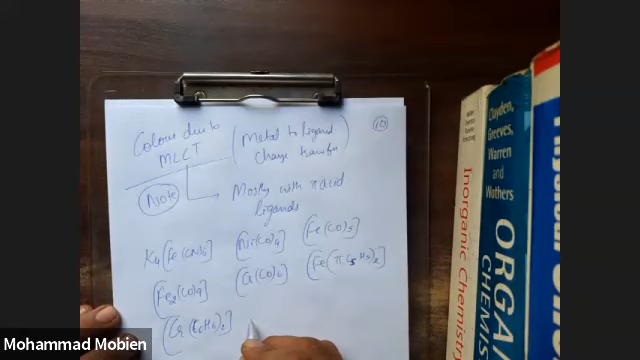 Colour due to
MLCT
(Metal to Ligand
charge transfer)
10
Note
Mostly with π acid
ligands
K4[Fe(CN)6] [Ni(CO)4] [Fe(CO)5]
[Fe2(CO)9] Cr(CO)6] [Fe(π C5H5)2]
[Cr(C6H6)2]
Inorganic Chemistry
Clayden,
Greeves,
Warren
and
Wothers
ORGA
CHEMIS
Mohammad Mobien